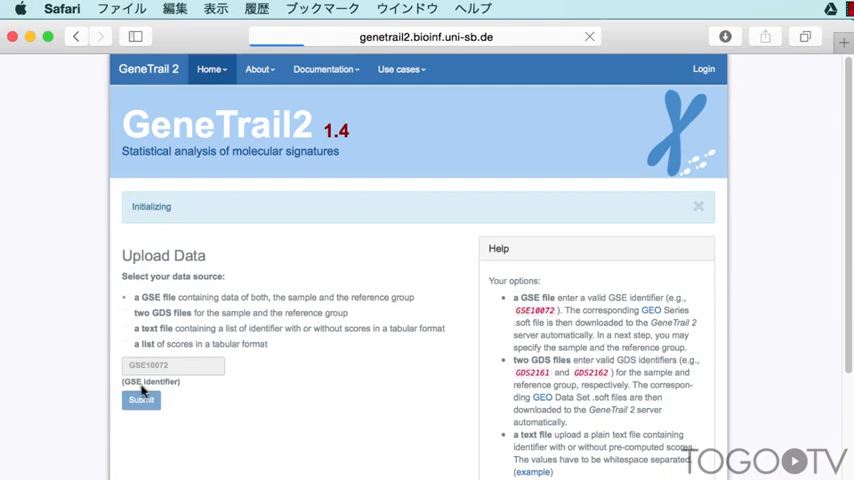 Safari ファイル 編集 表示 履歴 ブックマーク ウインドウ ヘルプ
genetrail2.bioinf.uni-sb.de
GeneTrail 2 Home About Documentation Use cases Login
GeneTrail2 1.4
Statistical analysis of molecular signatures
Initializing
Upload Data
Select your data source:
a GSE file containing data of both, the sample and the reference group
two GDS files for the sample and the reference group
a text file containing a list of identifier with or without scores in a tabular format
a list of scores in a tabular format
GSE10072
(GSE Identifier)
Submit
Help
Your options:
a GSE file enter a valid GSE identifier (e.g.,
GSE10072). The corresponding GEO Series
.soft file is then downloaded to the GeneTrail 2
server automatically. In a next step, you may
specify the sample and the reference group.
two GDS files enter valid GDS identifiers (e.g.,
GDS2161 and GDS2162) for the sample and
reference group, respectively. The correspon-
ding GEO Data Set .soft files are then
downloaded to the GeneTrail 2 server
automatically.
a text file upload a plain text file containing
identifier with or without pre-computed scores.
The values have to be whitespace separated.
(example)
TOGOTV